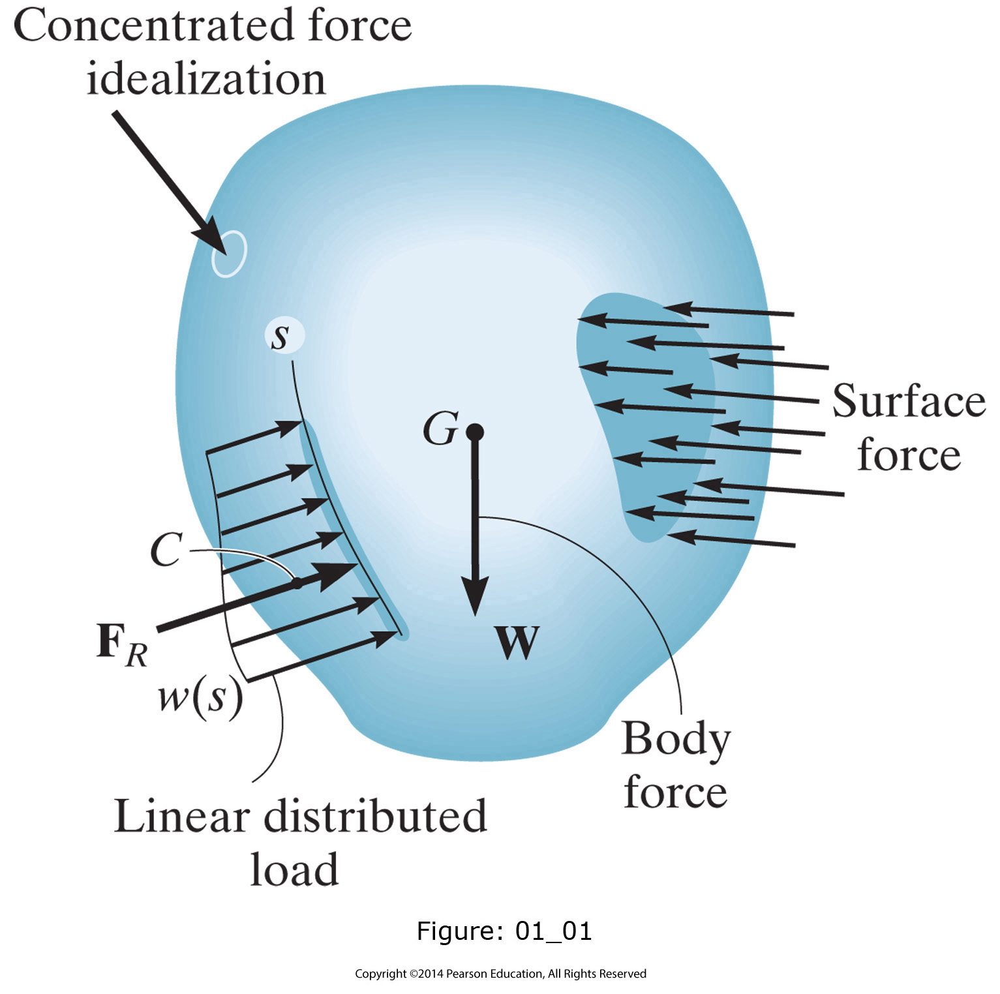 Concentrated force
idealization
s
G
Surface
force
C
F_R
W
w(s)
Body
force
Linear distributed
load
Figure: 01_01
Copyright ©2014 Pearson Education, All Rights Reserved